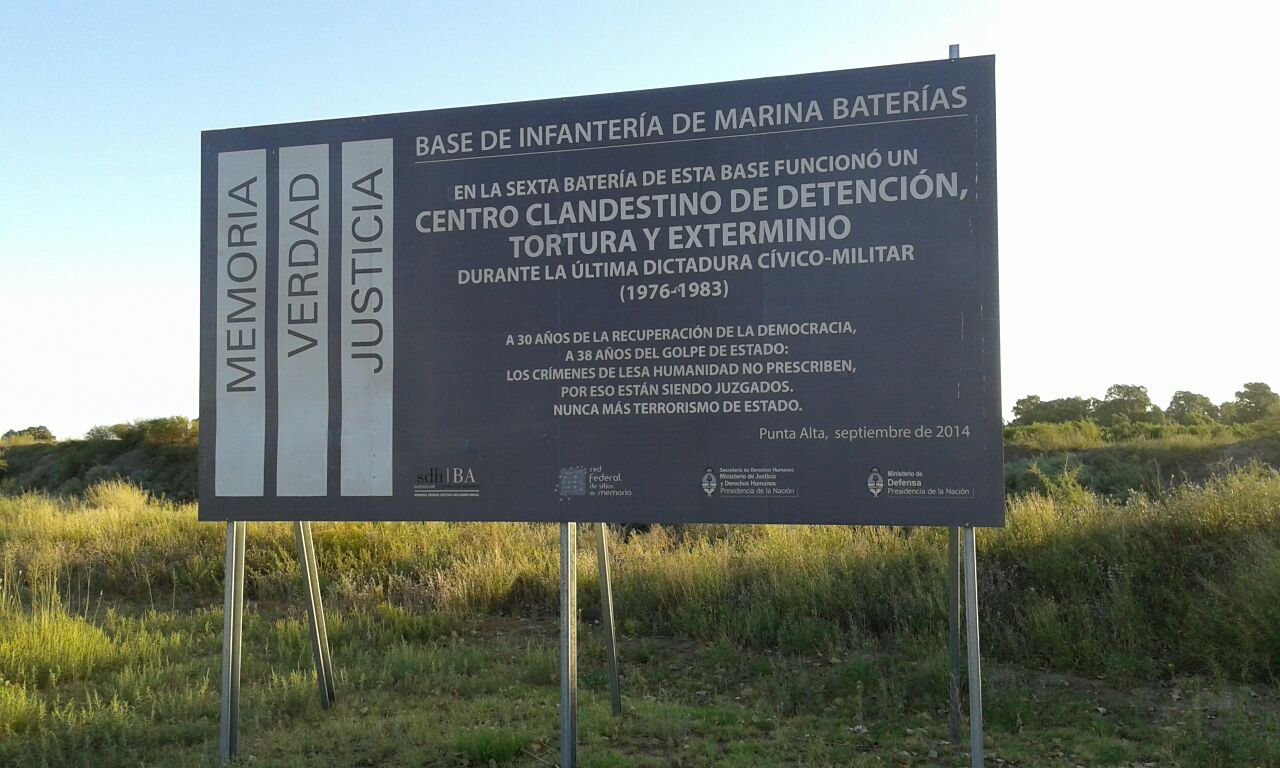 MEMORIA
VERDAD
JUSTICIA
BASE DE INFANTERÍA DE MARINA BATERÍAS
EN LA SEXTA BATERÍA DE ESTA BASE FUNCIONÓ UN
CENTRO CLANDESTINO DE DETENCIÓN,
TORTURA Y EXTERMINIO
DURANTE LA ÚLTIMA DICTADURA CÍVICO-MILITAR
(1976-1983)
A 30 AÑOS DE LA RECUPERACIÓN DE LA DEMOCRACIA,
A 38 AÑOS DEL GOLPE DE ESTADO:
LOS CRÍMENES DE LESA HUMANIDAD NO PRESCRIBEN,
POR ESO ESTÁN SIENDO JUZGADOS.
NUNCA MÁS TERRORISMO DE ESTADO.
Punta Alta, septiembre de 2014
sdh|BA
red
Federal
de sitios
de memoria
Secretaría de Derechos Humanos
Ministerio de Justicia
y Derechos Humanos
Presidencia de la Nación
Ministerio de
Defensa
Presidencia de la Nación